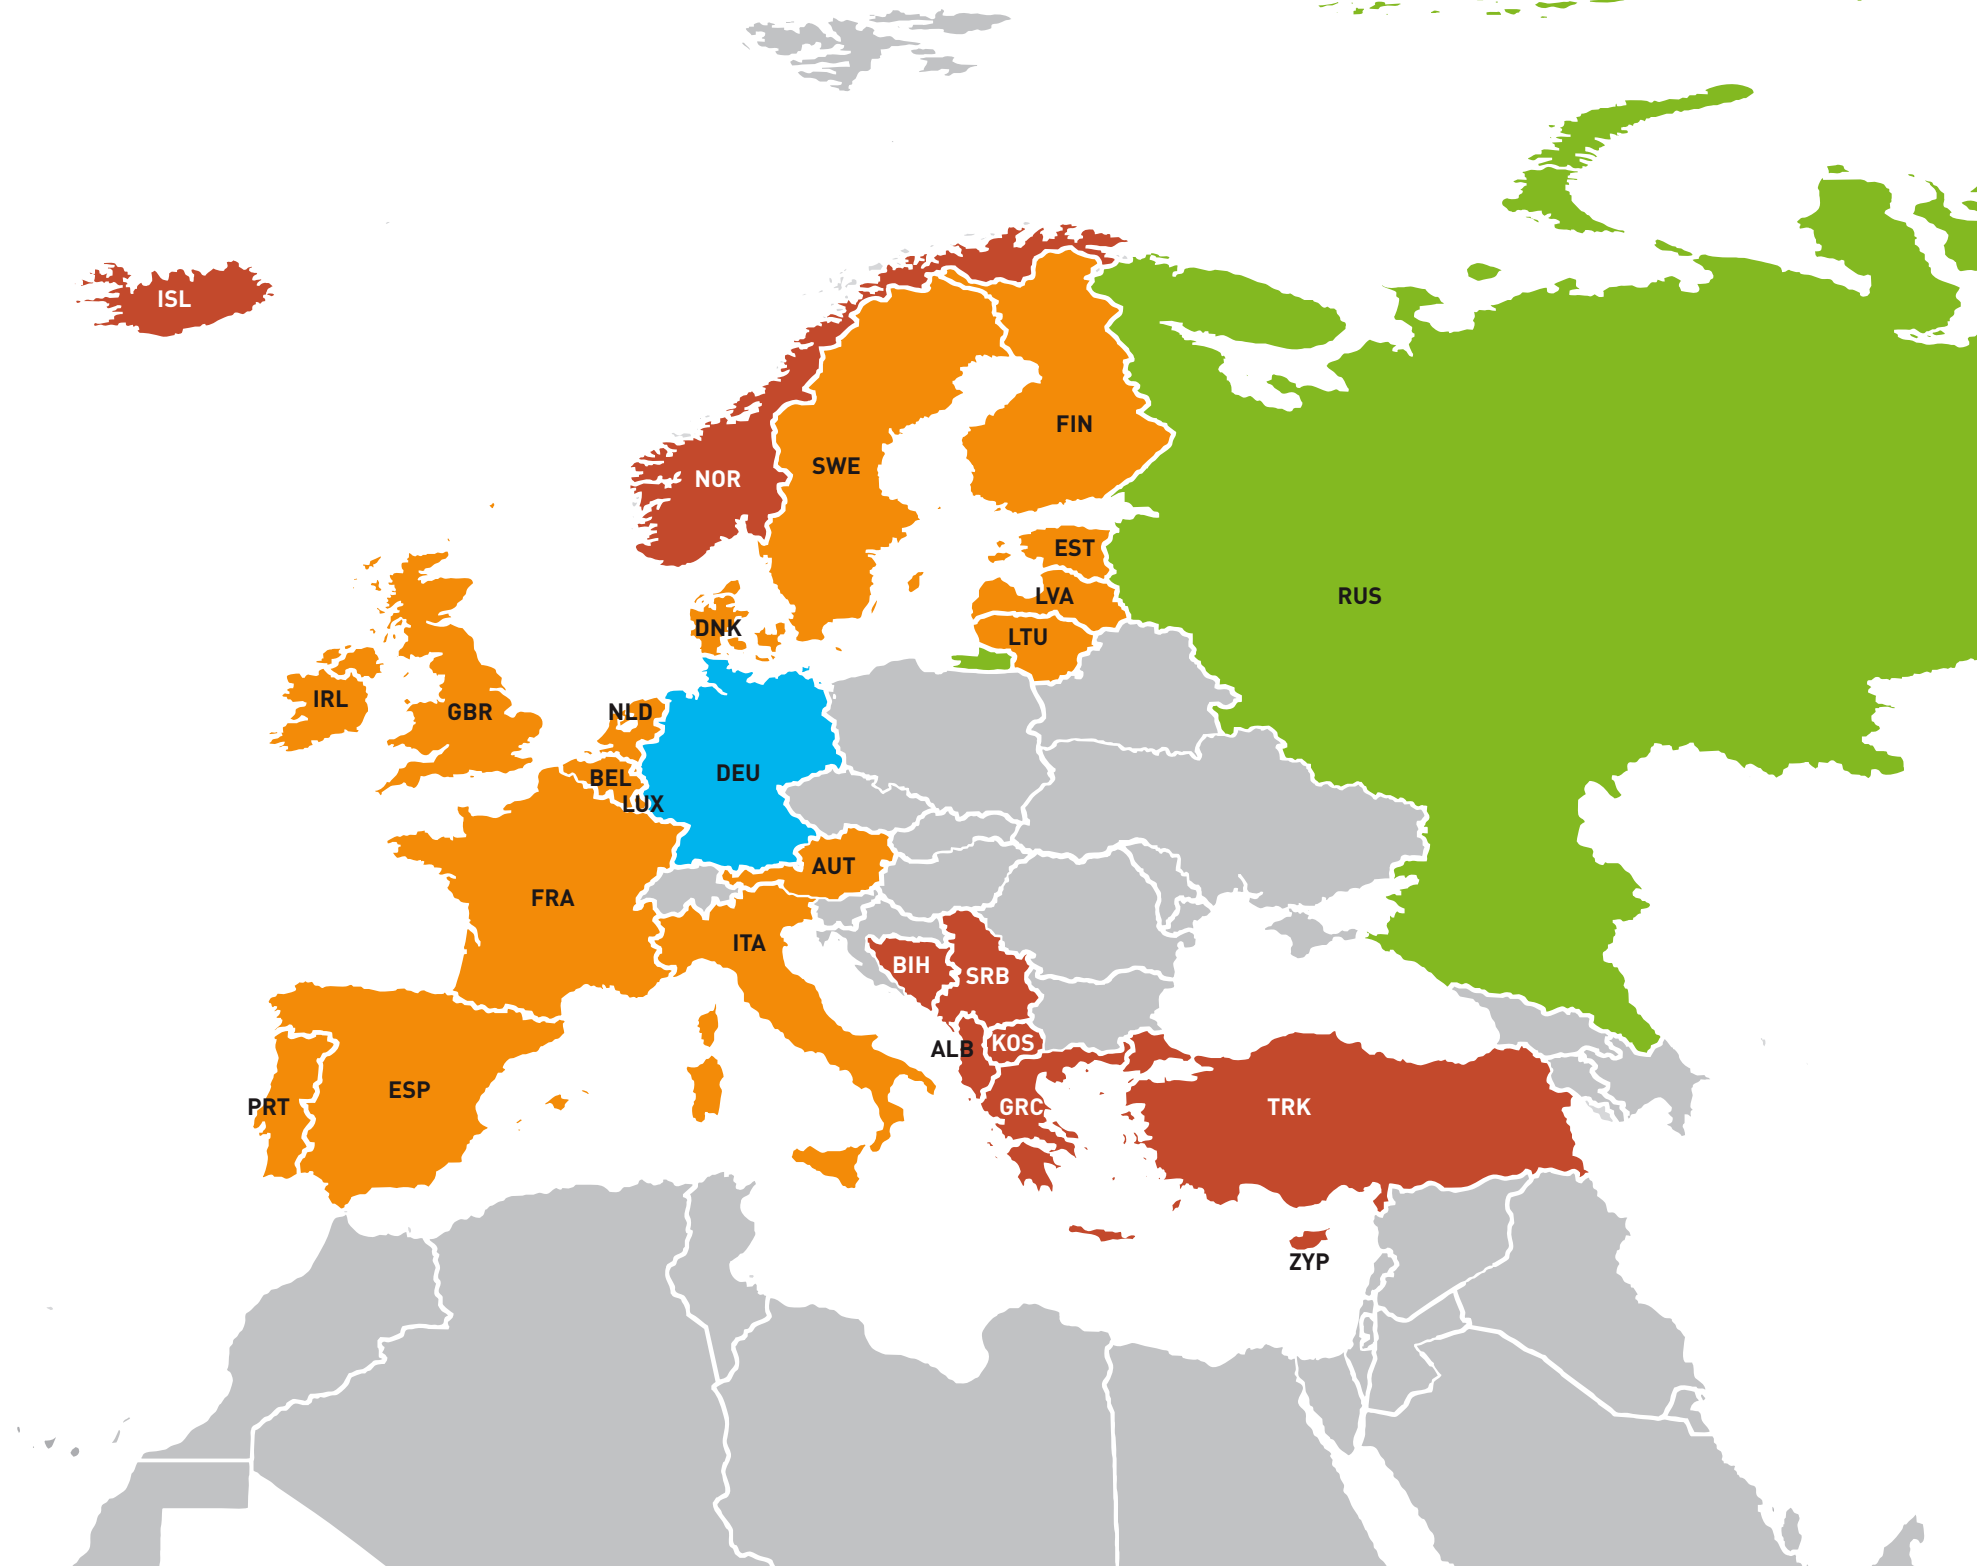 ISL
FIN
SWE
NOR
EST
LVA
RUS
DNK
LTU
IRL
GBR
NLD
DEU
BEL
LUX
AUT
FRA
ITA
BIH
SRB
KOS
ALB
ESP
PRT
GRC
TRK
ZYP